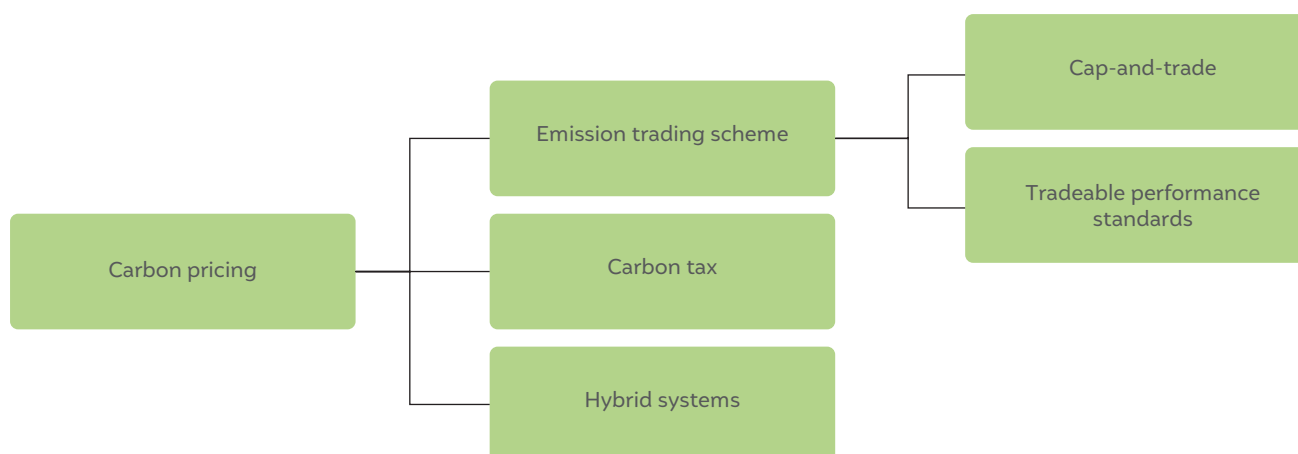 Carbon pricing
Emission trading scheme
Carbon tax
Hybrid systems
Cap-and-trade
Tradeable performance
standards